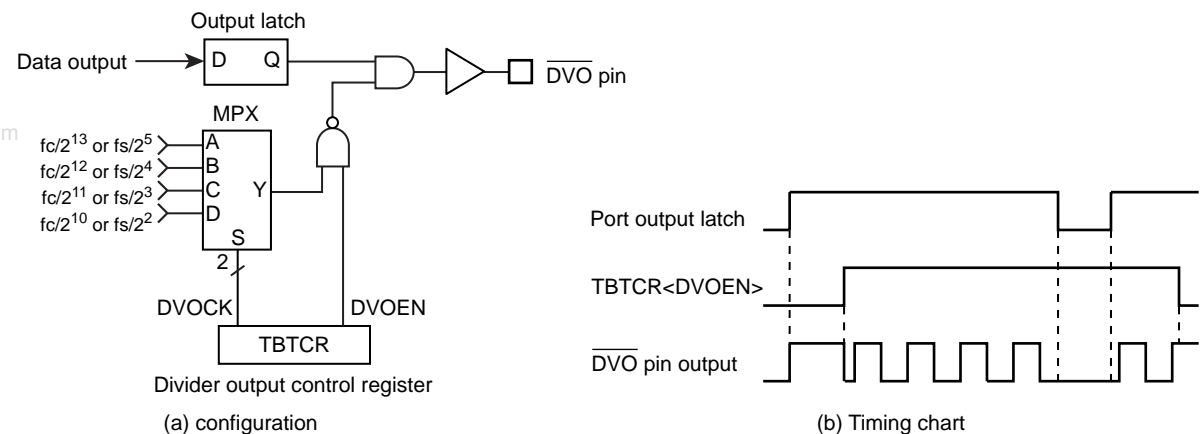 Output latch
Data output
D Q
DVO pin
MPX
m
fc/2^13 or fs/2^5
A
fc/2^12 or fs/2^4
B
fc/2^11 or fs/2^3
C
Y
fc/2^10 or fs/2^2
D
S
2
DVOCK
DVOEN
TBTCR
Divider output control register
(a) configuration
Port output latch
TBTCR<DVOEN>
DVO pin output
(b) Timing chart